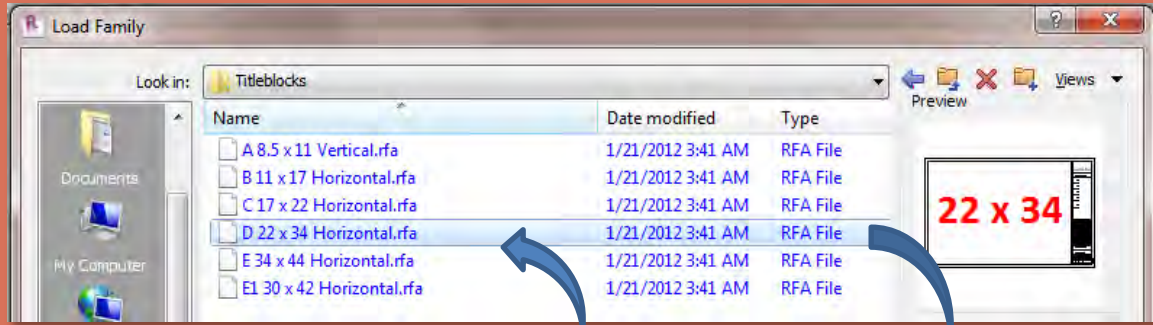 Load Family
Look in: Titleblocks Views
Preview
Name Date modified Type
A 8.5 x 11 Vertical.rfa 1/21/2012 3:41 AM RFA File
B 11 x 17 Horizontal.rfa 1/21/2012 3:41 AM RFA File
C 17 x 22 Horizontal.rfa 1/21/2012 3:41 AM RFA File
D 22 x 34 Horizontal.rfa 1/21/2012 3:41 AM RFA File
E 34 x 44 Horizontal.rfa 1/21/2012 3:41 AM RFA File
E1 30 x 42 Horizontal.rfa 1/21/2012 3:41 AM RFA File
Documents
My Computer
22 x 34